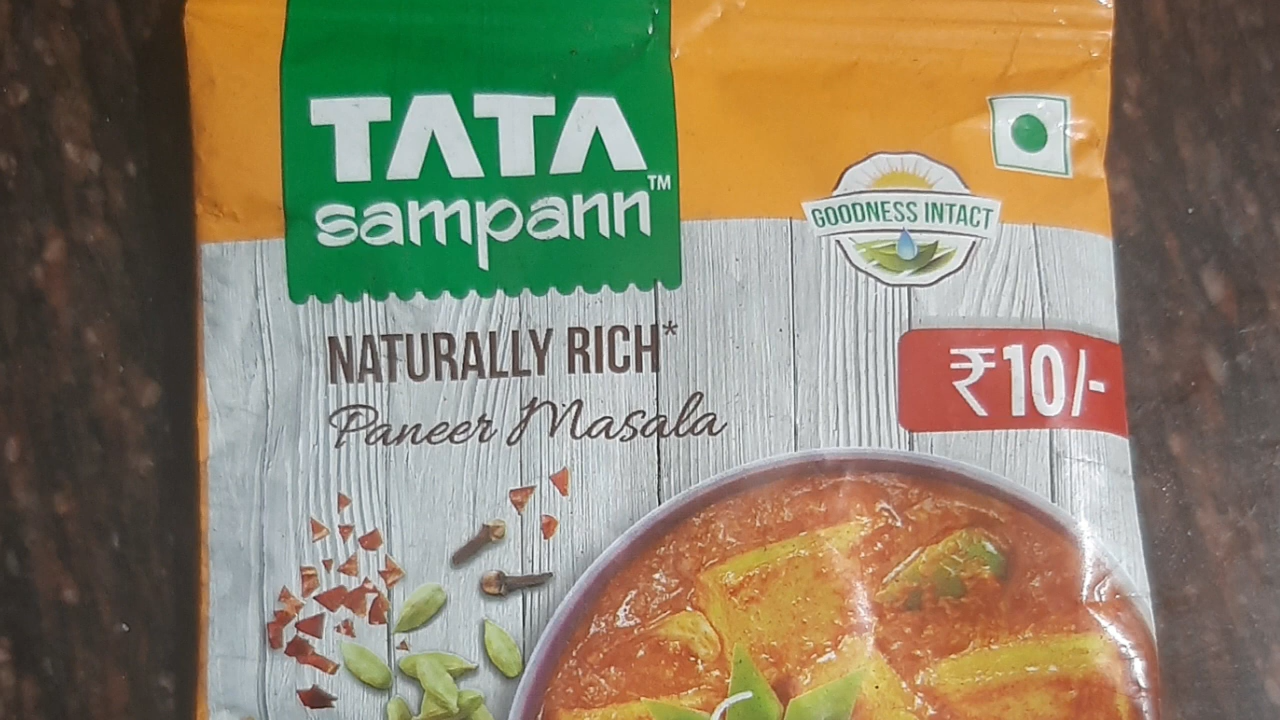 TATA
sampann™
GOODNESS INTACT
NATURALLY RICH*
Paneer Masala
₹10/-